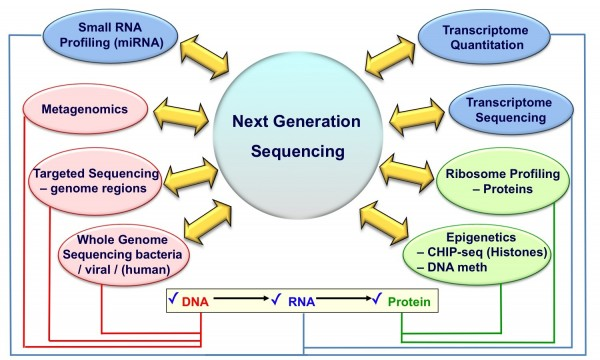 Small RNA
Profiling (miRNA)
Transcriptome
Quantitation
Metagenomics
Next Generation
Sequencing
Transcriptome
Sequencing
Targeted Sequencing
– genome regions
Ribosome Profiling
– Proteins
Whole Genome
Sequencing bacteria
/ viral / (human)
Epigenetics
– CHIP-seq (Histones)
– DNA meth
✓ DNA ✓ RNA ✓ Protein